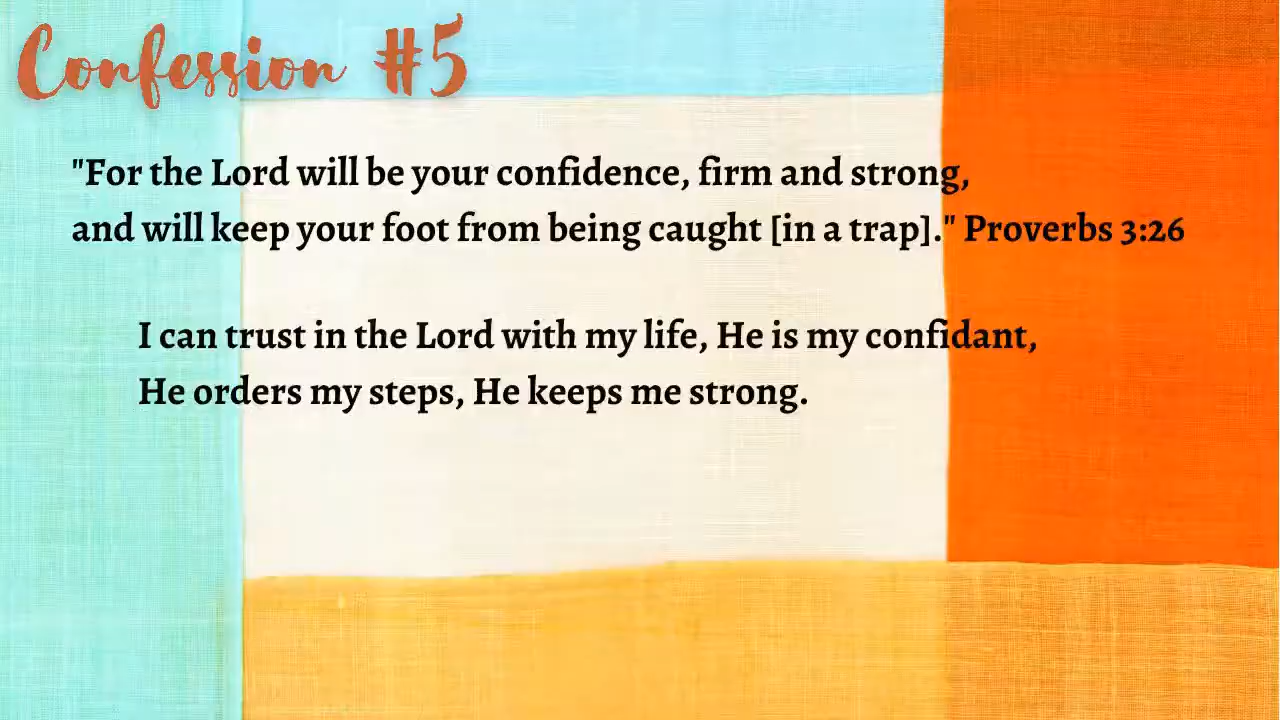 Confession #5
"For the Lord will be your confidence, firm and strong,
and will keep your foot from being caught [in a trap]." Proverbs 3:26
I can trust in the Lord with my life, He is my confidant,
He orders my steps, He keeps me strong.